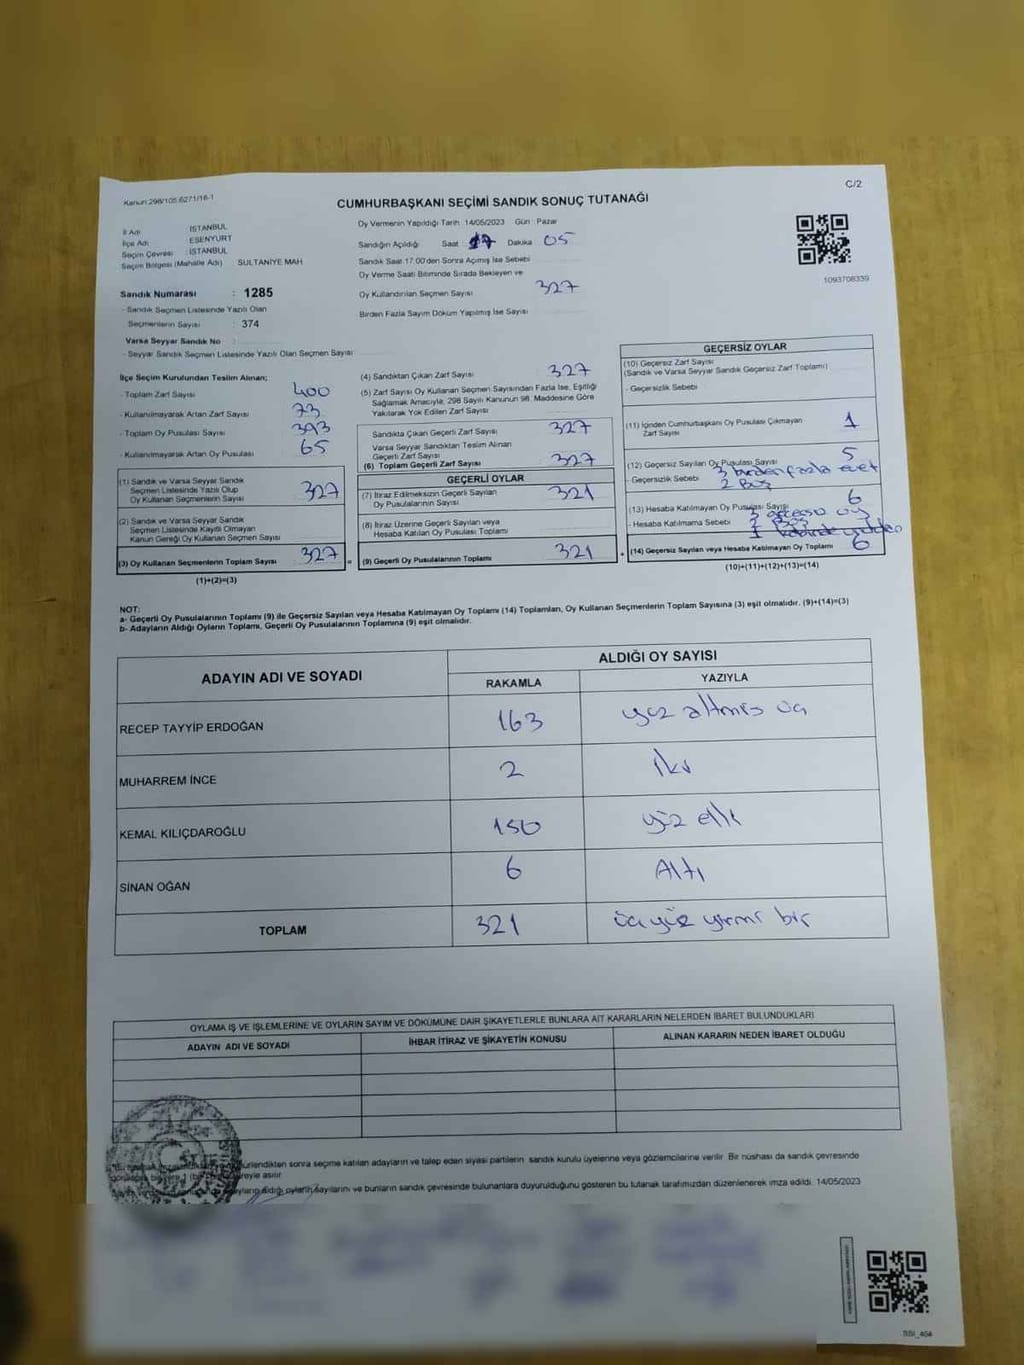 Kanun:298/105,6271/16-1
C/2
CUMHURBAŞKANI SEÇİMİ SANDIK SONUÇ TUTANAĞI
İl Adı İSTANBUL
İlçe Adı ESENYURT
Seçim Çevresi : İSTANBUL
Seçim Bölgesi (Mahalle Adı) SULTANİYE MAH.
Sandık Numarası : 1285
- Sandık Seçmen Listesinde Yazılı Olan
Seçmenlerin Sayısı : 374
Varsa Seyyar Sandık No :
- Seyyar Sandık Seçmen Listesinde Yazılı Olan Seçmen Sayısı
Oy Vermenin Yapıldığı Tarih : 14/05/2023 Gün : Pazar
Sandığın Açıldığı Saat 17 Dakika 05
Sandık Saat 17.00'den Sonra Açılmış İse Sebebi
Oy Verme Saati Bitiminde Sırada Bekleyen ve
Oy Kullandırılan Seçmen Sayısı 327
Birden Fazla Sayım Döküm Yapılmış İse Sayısı
1093708339
İlçe Seçim Kurulundan Teslim Alınan;
- Toplam Zarf Sayısı 400
- Kullanılmayarak Artan Zarf Sayısı 73
- Toplam Oy Pusulası Sayısı 393
- Kullanılmayarak Artan Oy Pusulası 65
(1) Sandık ve Varsa Seyyar Sandık
Seçmen Listesinde Yazılı Olup
Oy Kullanan Seçmenlerin Sayısı 327
(2) Sandık ve Varsa Seyyar Sandık
Seçmen Listesinde Kayıtlı Olmayan
Kanun Gereği Oy Kullanan Seçmen Sayısı
(3) Oy Kullanan Seçmenlerin Toplam Sayısı 327
(1)+(2)=(3)
(4) Sandıktan Çıkan Zarf Sayısı 327
(5) Zarf Sayısı Oy Kullanan Seçmen Sayısından Fazla İse, Eşitliği
Sağlamak Amacıyla, 298 Sayılı Kanunun 98. Maddesine Göre
Yakılarak Yok Edilen Zarf Sayısı
Sandıkta Çıkan Geçerli Zarf Sayısı 327
Varsa Seyyar Sandıktan Teslim Alınan
Geçerli Zarf Sayısı
(6) Toplam Geçerli Zarf Sayısı 327
GEÇERLİ OYLAR
(7) İtiraz Edilmeksizin Geçerli Sayılan
Oy Pusulalarının Sayısı 321
(8) İtiraz Üzerine Geçerli Sayılan veya
Hesaba Katılan Oy Pusulası Toplamı
= (9) Geçerli Oy Pusulalarının Toplamı 321
GEÇERSİZ OYLAR
(10) Geçersiz Zarf Sayısı
(Sandık ve Varsa Seyyar Sandık Geçersiz Zarf Toplamı)
- Geçersizlik Sebebi
(11) İçinden Cumhurbaşkanı Oy Pusulası Çıkmayan
Zarf Sayısı 1
(12) Geçersiz Sayılan Oy Pusulası Sayısı 5
- Geçersizlik Sebebi 3 birden fazla evet
2 Boş
(13) Hesaba Katılmayan Oy Pusulası Sayısı 6
- Hesaba Katılmama Sebebi
+ (14) Geçersiz Sayılan veya Hesaba Katılmayan Oy Toplamı 6
(10)+(11)+(12)+(13)=(14)
NOT:
a- Geçerli Oy Pusulalarının Toplamı (9) ile Geçersiz Sayılan veya Hesaba Katılmayan Oy Toplamı (14) Toplamları, Oy Kullanan Seçmenlerin Toplam Sayısına (3) eşit olmalıdır. (9)+(14)=(3)
b- Adayların Aldığı Oyların Toplamı, Geçerli Oy Pusulalarının Toplamına (9) eşit olmalıdır.
ADAYIN ADI VE SOYADI
ALDIĞI OY SAYISI
RAKAMLA YAZIYLA
RECEP TAYYİP ERDOĞAN 163 yüz altmış üç
MUHARREM İNCE 2 iki
KEMAL KILIÇDAROĞLU 150 yüz elli
SİNAN OĞAN 6 Altı
TOPLAM 321 üçyüz yirmi bir
OYLAMA İŞ VE İŞLEMLERİNE VE OYLARIN SAYIM VE DÖKÜMÜNE DAİR ŞİKAYETLERLE BUNLARA AİT KARARLARIN NELERDEN İBARET BULUNDUKLARI
ADAYIN ADI VE SOYADI İHBAR İTİRAZ VE ŞİKAYETİN KONUSU ALINAN KARARIN NEDEN İBARET OLDUĞU
sonra seçime katılan adayların ve talep eden siyasi partilerin sandık kurulu üyelerine veya gözlemcilerine verilir. Bir nüshası da sandık çevresinde
süreyle asılır.
aldığı oyların sayılarını ve bunların sandık çevresinde bulunanlara duyurulduğunu gösteren bu tutanak tarafımızdan düzenlenerek imza edildi. 14/05/2023
SSI_404